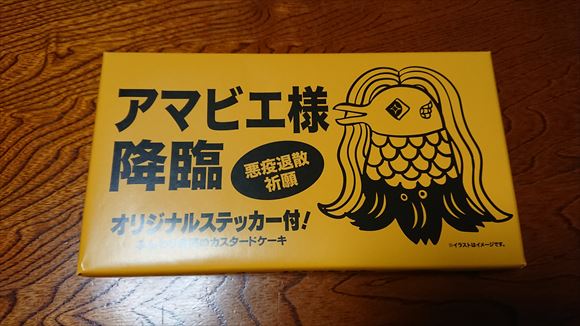 アマビエ様
降臨
悪疫退散
祈願
オリジナルステッカー付!
のカスタードケーキ
※イラストはイメージです。